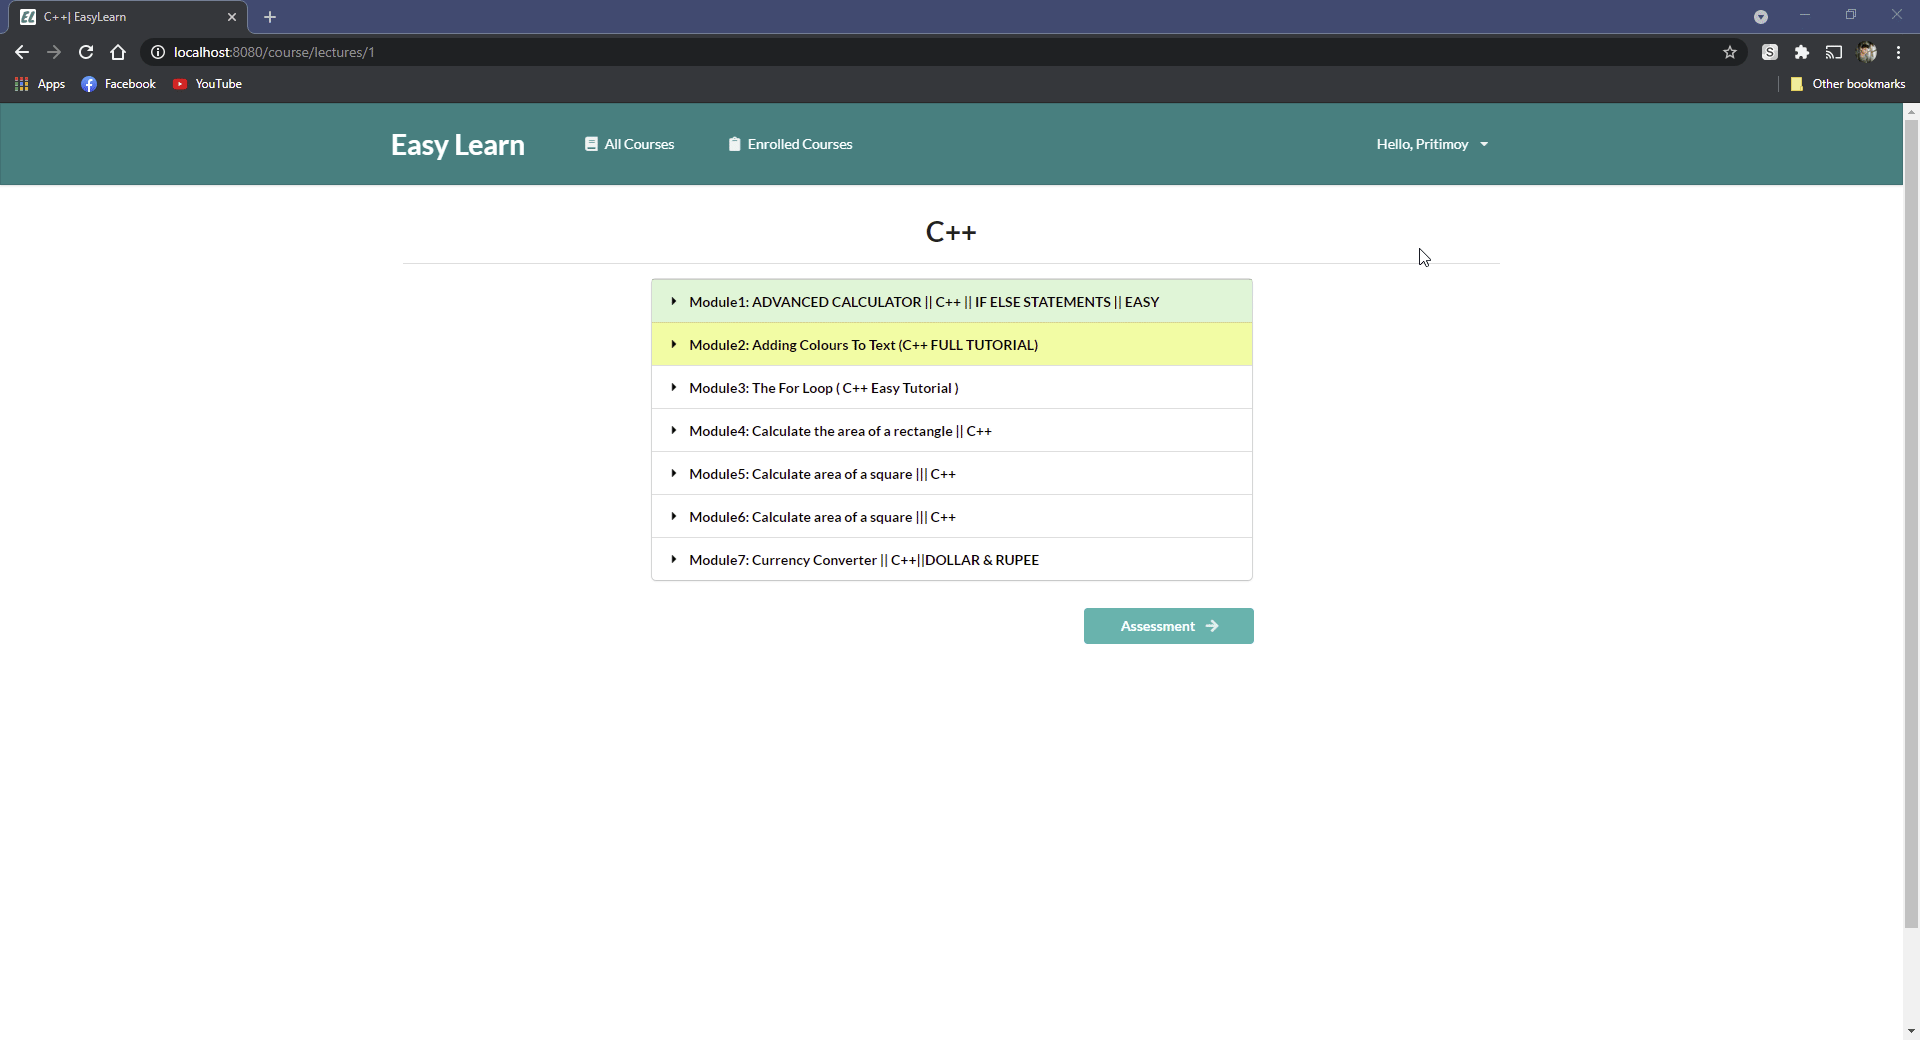 C++| EasyLearn
localhost:8080/course/lectures/1
S
Apps Facebook YouTube Other bookmarks
Easy Learn All Courses Enrolled Courses Hello, Pritimoy
C++
Module1: ADVANCED CALCULATOR || C++ || IF ELSE STATEMENTS || EASY
Module2: Adding Colours To Text (C++ FULL TUTORIAL)
Module3: The For Loop ( C++ Easy Tutorial )
Module4: Calculate the area of a rectangle || C++
Module5: Calculate area of a square ||| C++
Module6: Calculate area of a square ||| C++
Module7: Currency Converter || C++||DOLLAR & RUPEE
Assessment